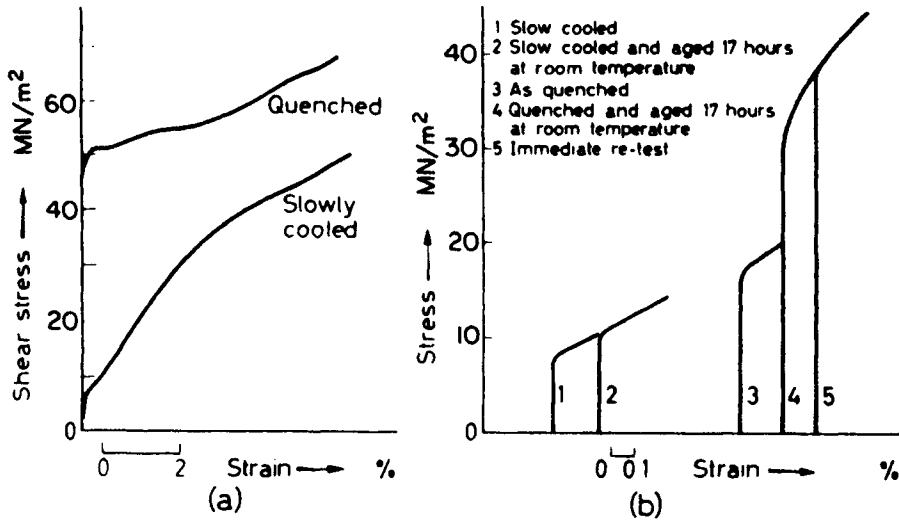 Shear stress → MN/m²
60
40
20
0
Quenched
Slowly
cooled
0 2 Strain → %
(a)
Stress → MN/m²
40
30
20
10
0
1 Slow cooled
2 Slow cooled and aged 17 hours
at room temperature
3 As quenched
4 Quenched and aged 17 hours
at room temperature
5 Immediate re-test
1 2 3 4 5
0 01 Strain → %
(b)